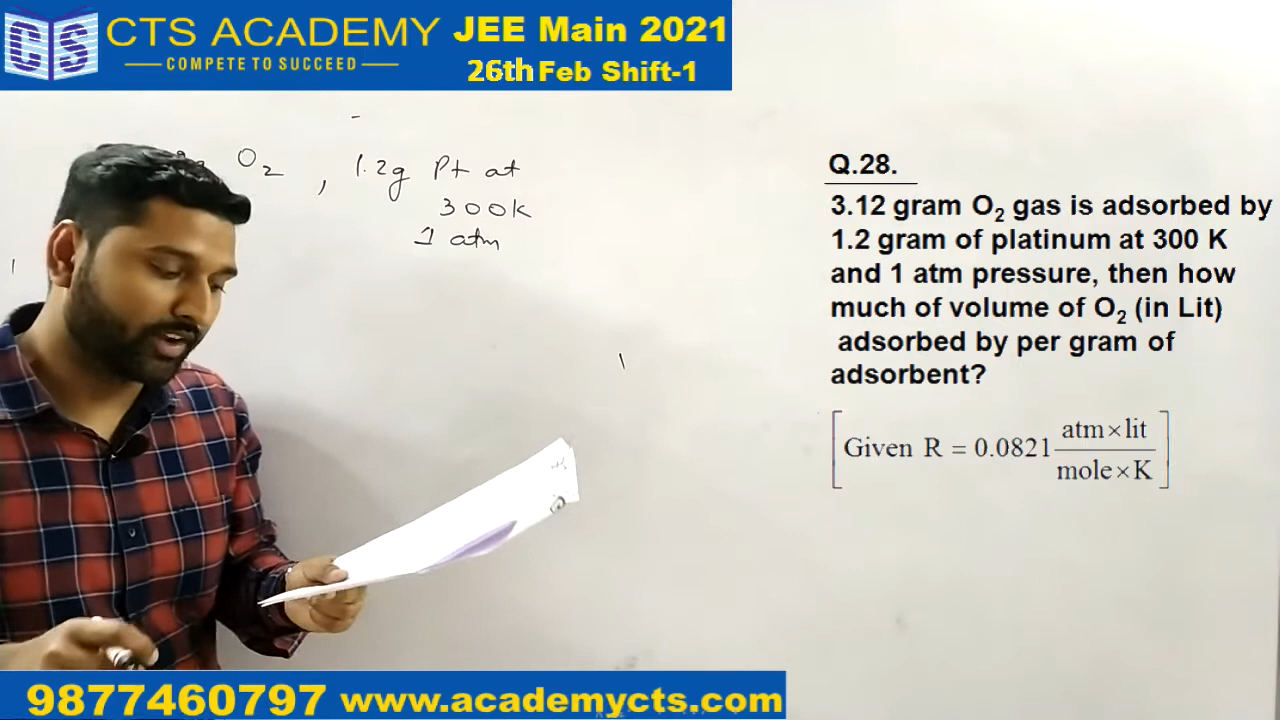 CTS ACADEMY
COMPETE TO SUCCEED
JEE Main 2021
26th Feb Shift-1
O₂ , 1.2g Pt at
300K
1 atm
Q.28.
3.12 gram O₂ gas is adsorbed by
1.2 gram of platinum at 300 K
and 1 atm pressure, then how
much of volume of O₂ (in Lit)
adsorbed by per gram of
adsorbent?
[Given R = 0.0821 atm×lit / mole×K]
9877460797 www.academycts.com